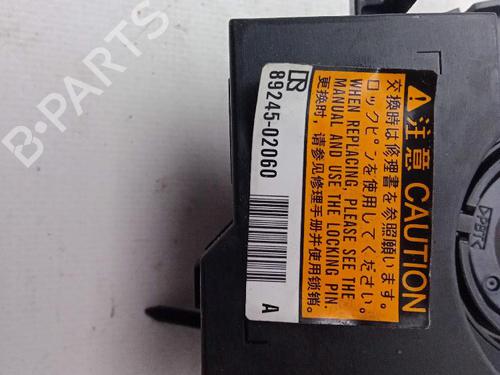 注意 CAUTION
交換時は修理書を参照願います。
ロックピンを使用してください。
WHEN REPLACING, PLEASE SEE THE
MANUAL AND USE THE LOCKING PIN.
更换时，请参见修理手册并使用锁销。
89245-02060
A
>PBT<
B-PARTS